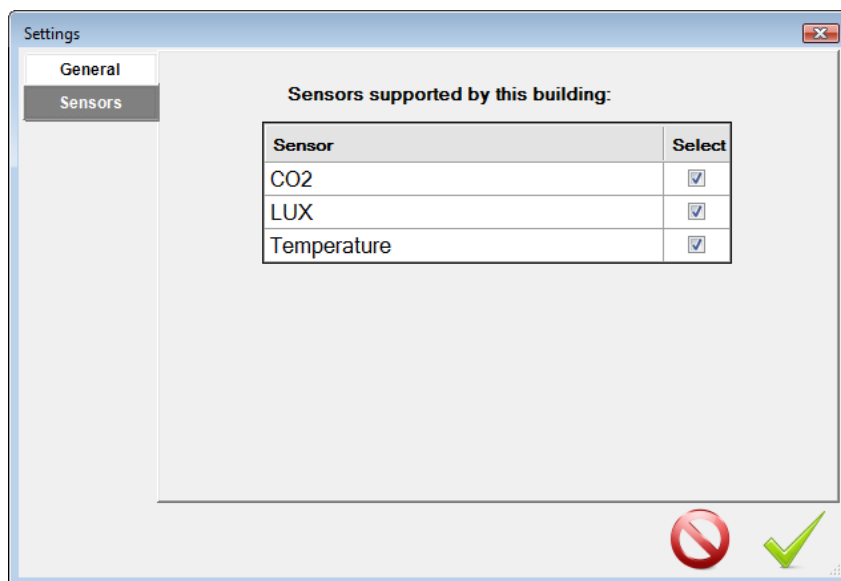 Settings
General
Sensors
Sensors supported by this building:
Sensor Select
CO2
LUX
Temperature